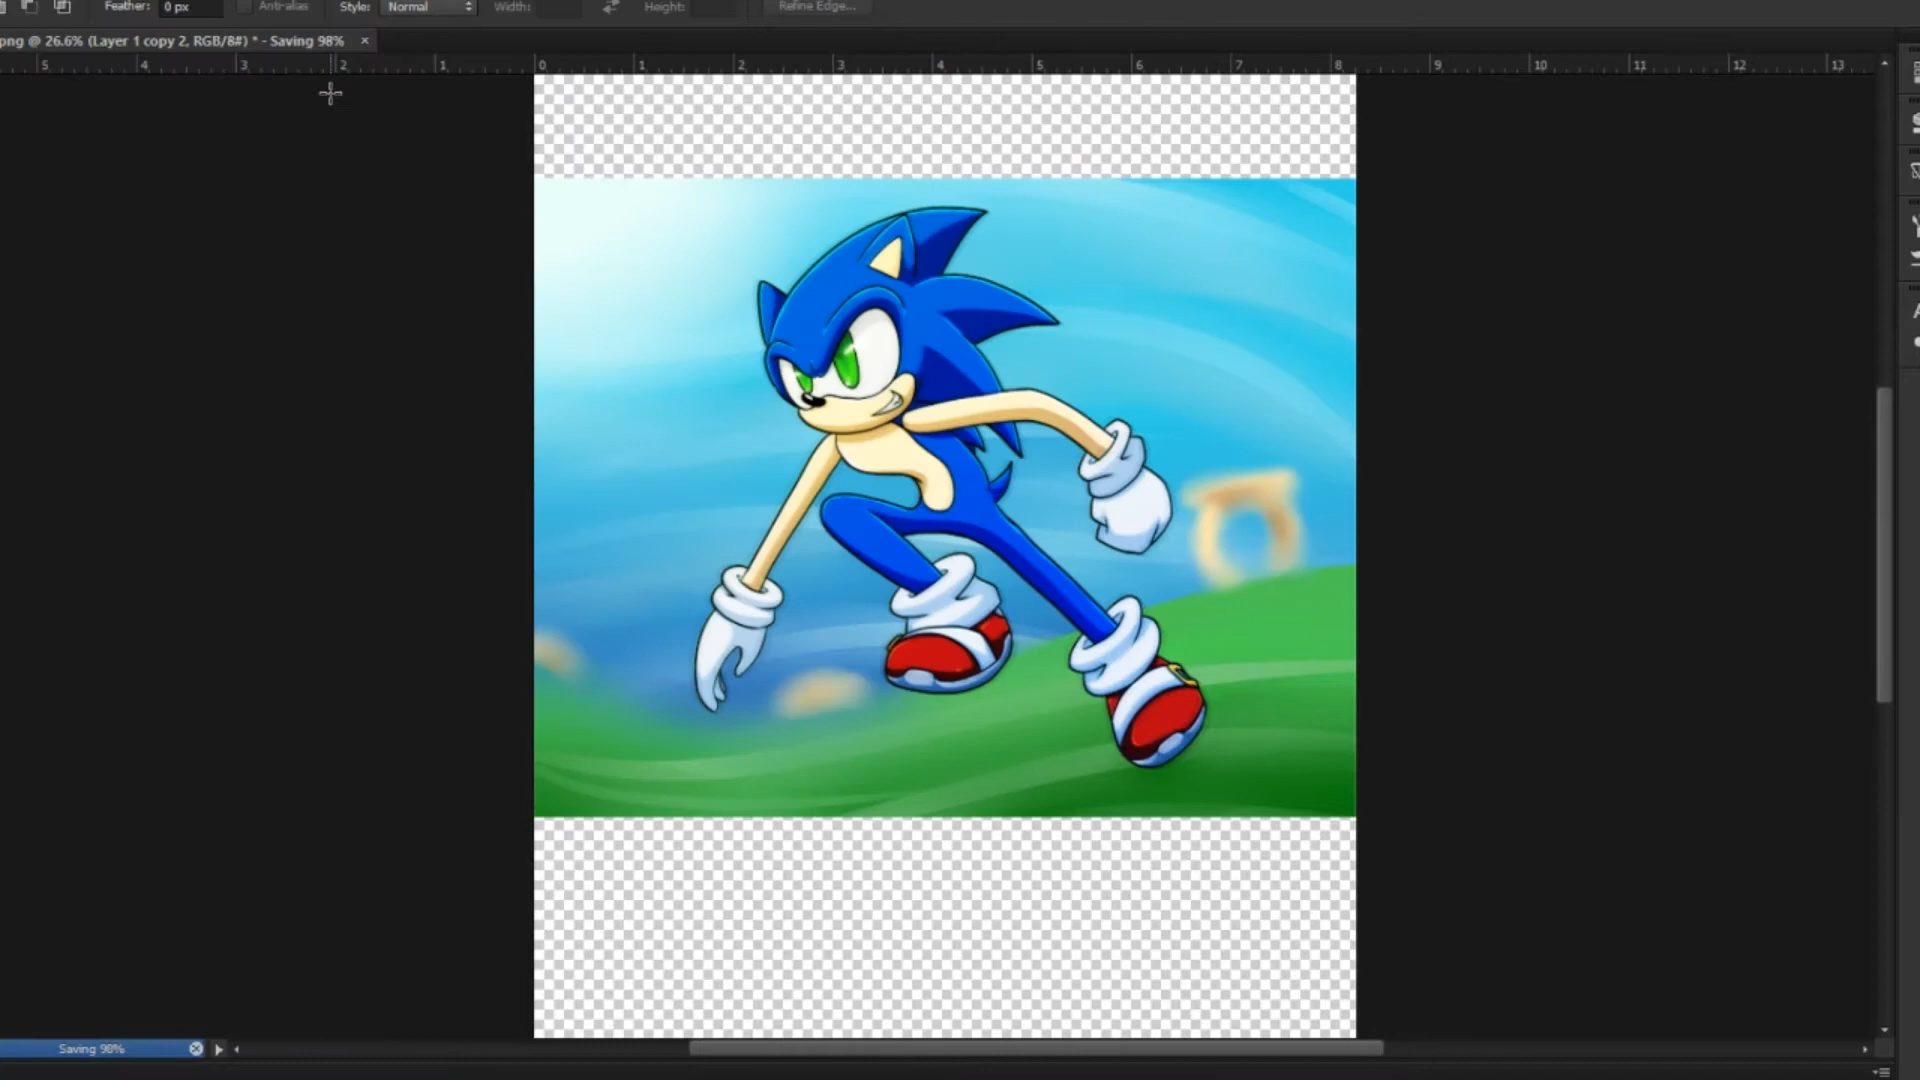 Feather: 0 px Anti-alias Style: Normal Width: Height: Refine Edge...
png @ 26.6% (Layer 1 copy 2, RGB/8#) * - Saving 98% ×
5 4 3 2 1 0 1 2 3 4 5 6 7 8 9 10 11 12 13
Saving 98%